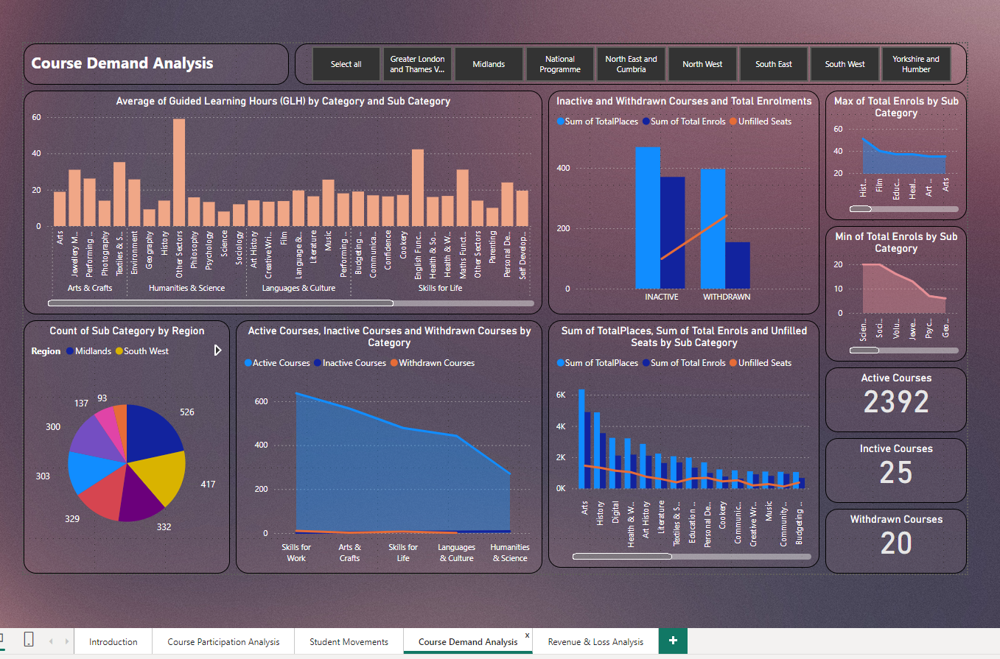 Course Demand Analysis
Select all
Greater London
and Thames V...
Midlands
National
Programme
North East and
Cumbria
North West
South East
South West
Yorkshire and
Humber
Average of Guided Learning Hours (GLH) by Category and Sub Category
60
40
20
0
Arts
Jewellery M...
Performing ...
Photography
Textiles & S...
Environment
Geography
History
Other Sectors
Philosophy
Psychology
Science
Sociology
Art History
Creative Wri...
Film
Language &...
Literature
Music
Performing ...
Budgeting ...
Communica...
Confidence
Cookery
English Func...
Health & So...
Health & W...
Maths Funct...
Other Sectors
Parenting
Personal De...
Self Develop...
Arts & Crafts
Humanities & Science
Languages & Culture
Skills for Life
Inactive and Withdrawn Courses and Total Enrolments
Sum of TotalPlaces
Sum of Total Enrols
Unfilled Seats
400
200
0
INACTIVE
WITHDRAWN
Max of Total Enrols by Sub
Category
60
40
20
Hist...
Film
Educ...
Heal...
Art ...
Arts
Min of Total Enrols by Sub
Category
20
10
0
Scien...
Soci...
Volu...
Jewe...
Psyc...
Geo...
Count of Sub Category by Region
Region
Midlands
South West
526
417
332
329
303
300
137
93
Active Courses, Inactive Courses and Withdrawn Courses by
Category
Active Courses
Inactive Courses
Withdrawn Courses
600
400
200
0
Skills for
Work
Arts &
Crafts
Skills for
Life
Languages
& Culture
Humanities
& Science
Sum of TotalPlaces, Sum of Total Enrols and Unfilled
Seats by Sub Category
Sum of TotalPlaces
Sum of Total Enrols
Unfilled Seats
6K
4K
2K
0K
Arts
History
Digital
Health & W...
Art History
Literature
Textiles & S...
Education ...
Personal De...
Cookery
Communic...
Creative Wr...
Music
Community...
Budgeting ...
Active Courses
2392
Inctive Courses
25
Withdrawn Courses
20
Introduction
Course Participation Analysis
Student Movements
Course Demand Analysis
x
Revenue & Loss Analysis
+